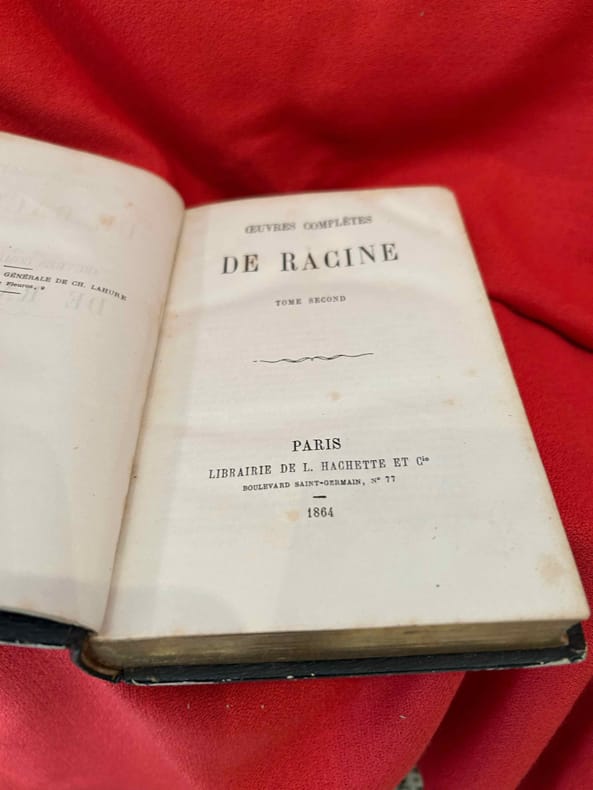 GÉNÉRALE DE CH. LAHURE
Fleurus, 9
ŒUVRES COMPLÈTES
DE RACINE
TOME SECOND
PARIS
LIBRAIRIE DE L. HACHETTE ET Cie
BOULEVARD SAINT-GERMAIN, N° 77
1864